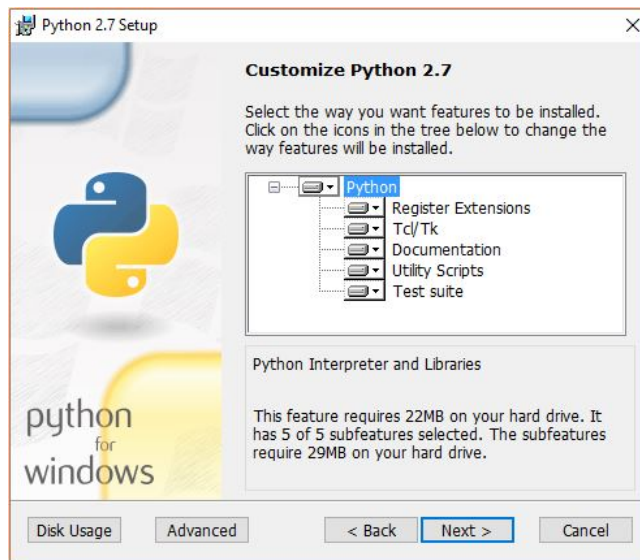 Python 2.7 Setup
Customize Python 2.7
Select the way you want features to be installed.
Click on the icons in the tree below to change the
way features will be installed.
Python
Register Extensions
Tcl/Tk
Documentation
Utility Scripts
Test suite
Python Interpreter and Libraries
This feature requires 22MB on your hard drive. It
has 5 of 5 subfeatures selected. The subfeatures
require 29MB on your hard drive.
python
for
windows
Disk Usage
Advanced
< Back
Next >
Cancel